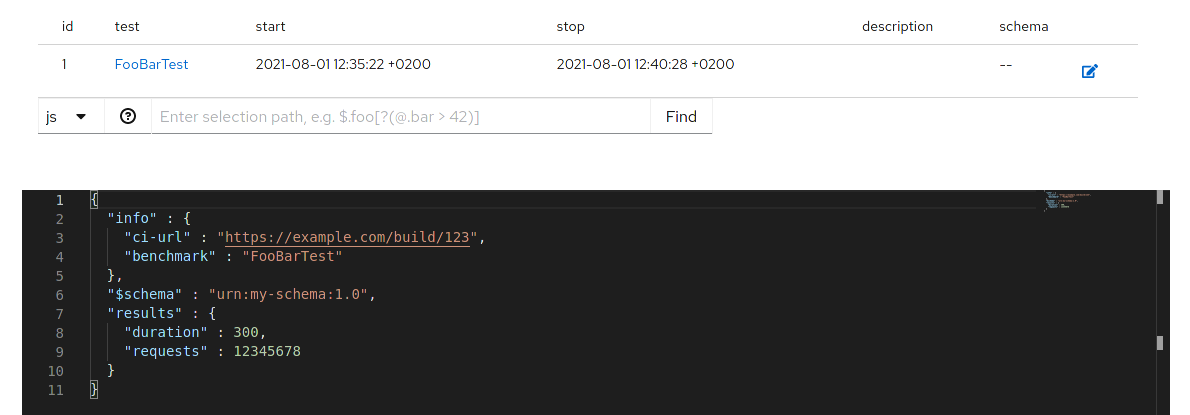 id test start stop description schema
1 FooBarTest 2021-08-01 12:35:22 +0200 2021-08-01 12:40:28 +0200 --
js Enter selection path, e.g. $.foo[?(@.bar > 42)] Find
1 {
2 "info" : {
3 "ci-url" : "https://example.com/build/123",
4 "benchmark" : "FooBarTest"
5 },
6 "$schema" : "urn:my-schema:1.0",
7 "results" : {
8 "duration" : 300,
9 "requests" : 12345678
10 }
11 }